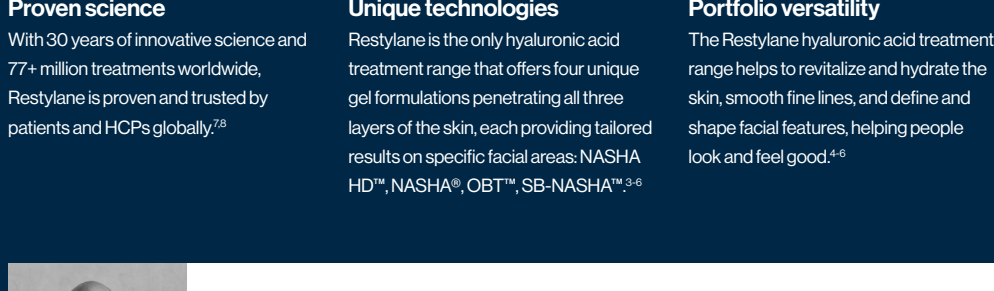 Proven science
With 30 years of innovative science and
77+ million treatments worldwide,
Restylane is proven and trusted by
patients and HCPs globally.7,8
Unique technologies
Restylane is the only hyaluronic acid
treatment range that offers four unique
gel formulations penetrating all three
layers of the skin, each providing tailored
results on specific facial areas: NASHA
HD™, NASHA®, OBT™, SB-NASHA™.3-6
Portfolio versatility
The Restylane hyaluronic acid treatment
range helps to revitalize and hydrate the
skin, smooth fine lines, and define and
shape facial features, helping people
look and feel good.4-6